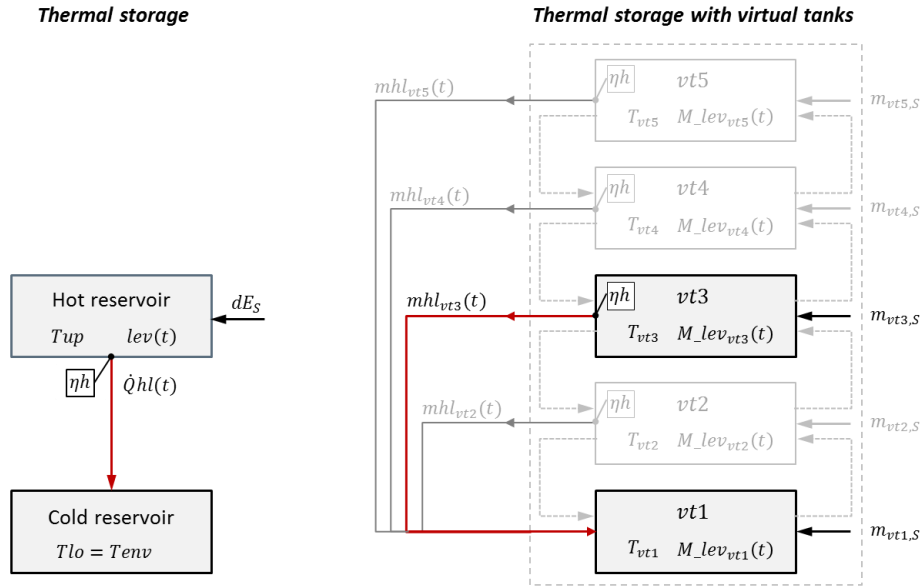 Thermal storage
Hot reservoir
Tup lev(t)
dE_S
ηh
Q̇hl(t)
Cold reservoir
Tlo = Tenv
Thermal storage with virtual tanks
mhl_vt5(t)
ηh
vt5
T_vt5 M_lev_vt5(t)
m_vt5,S
mhl_vt4(t)
ηh
vt4
T_vt4 M_lev_vt4(t)
m_vt4,S
mhl_vt3(t)
ηh
vt3
T_vt3 M_lev_vt3(t)
m_vt3,S
mhl_vt2(t)
ηh
vt2
T_vt2 M_lev_vt2(t)
m_vt2,S
vt1
T_vt1 M_lev_vt1(t)
m_vt1,S